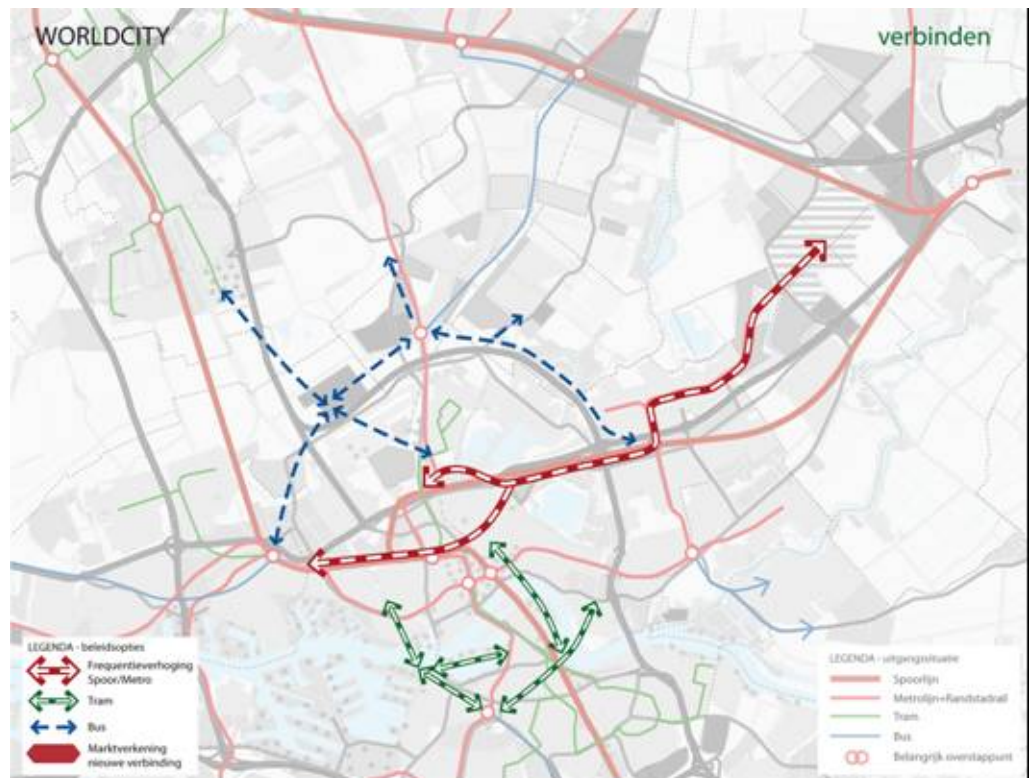 WORLDCITY
verbinden
LEGENDA - beleidsopties
Frequentieverhoging
Spoor/Metro
Tram
Bus
Marktverkening
nieuwe verbinding
LEGENDA - uitgangssituatie
Spoorlijn
Metrolijn+Randstadrail
Tram
Bus
Belangrijk overstappunt